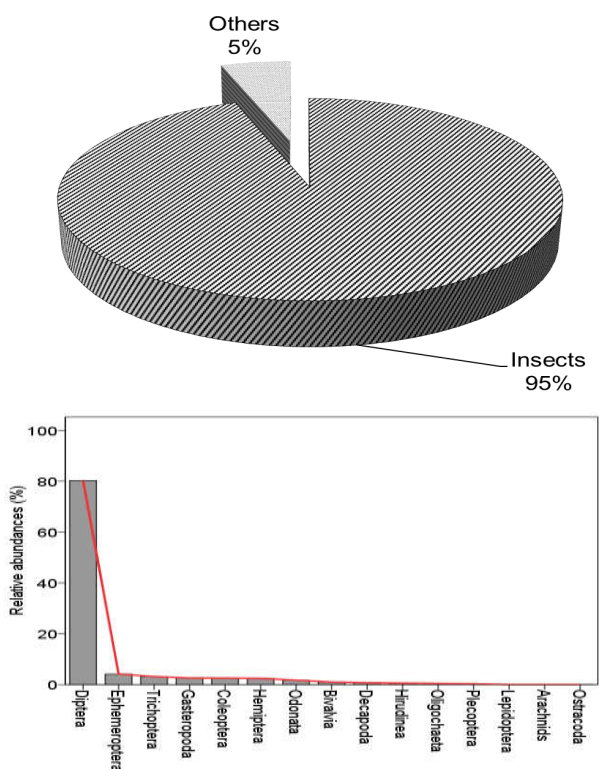 Others
5%
Insects
95%
Relative abundances (%)
100
80
60
40
20
0
Diptera
Ephemeroptera
Trichoptera
Gasteropoda
Coleoptera
Hemiptera
Odonata
Bivalvia
Decapoda
Hirudinea
Oligochaeta
Plecoptera
Lepidoptera
Arachnids
Ostracoda